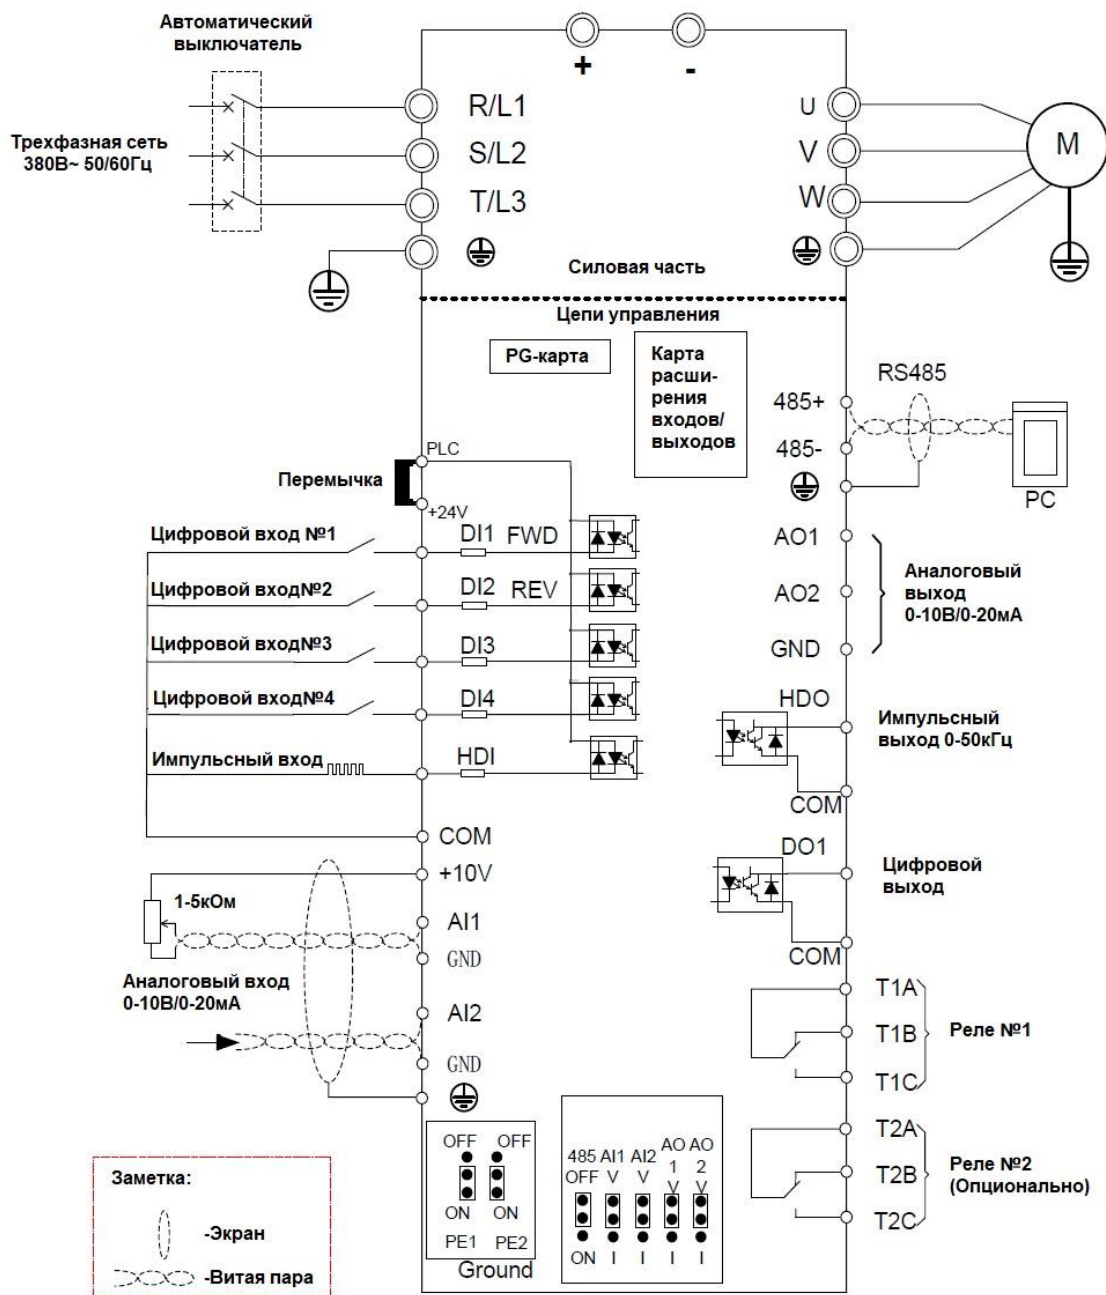 Автоматический
выключатель
+
-
R/L1
U
Трехфазная сеть
380В~ 50/60Гц
S/L2
V
M
T/L3
W
Силовая часть
Цепи управления
PG-карта
Карта
расши-
рения
входов/
выходов
RS485
485+
485-
PC
PLC
Перемычка
+24V
Цифровой вход №1
DI1 FWD
Цифровой вход№2
DI2 REV
Цифровой вход№3
DI3
Цифровой вход№4
DI4
Импульсный вход
HDI
COM
+10V
1-5кОм
AI1
GND
Аналоговый вход
0-10В/0-20мА
AI2
GND
AO1
AO2
GND
Аналоговый
выход
0-10В/0-20мА
HDO
Импульсный
выход 0-50кГц
COM
DO1
Цифровой
выход
COM
T1A
T1B
T1C
Реле №1
T2A
T2B
T2C
Реле №2
(Опционально)
OFF OFF
ON ON
PE1 PE2
Ground
485 AI1 AI2 AO AO
OFF V V 1 2
V V
ON I I I I
Заметка:
-Экран
-Витая пара